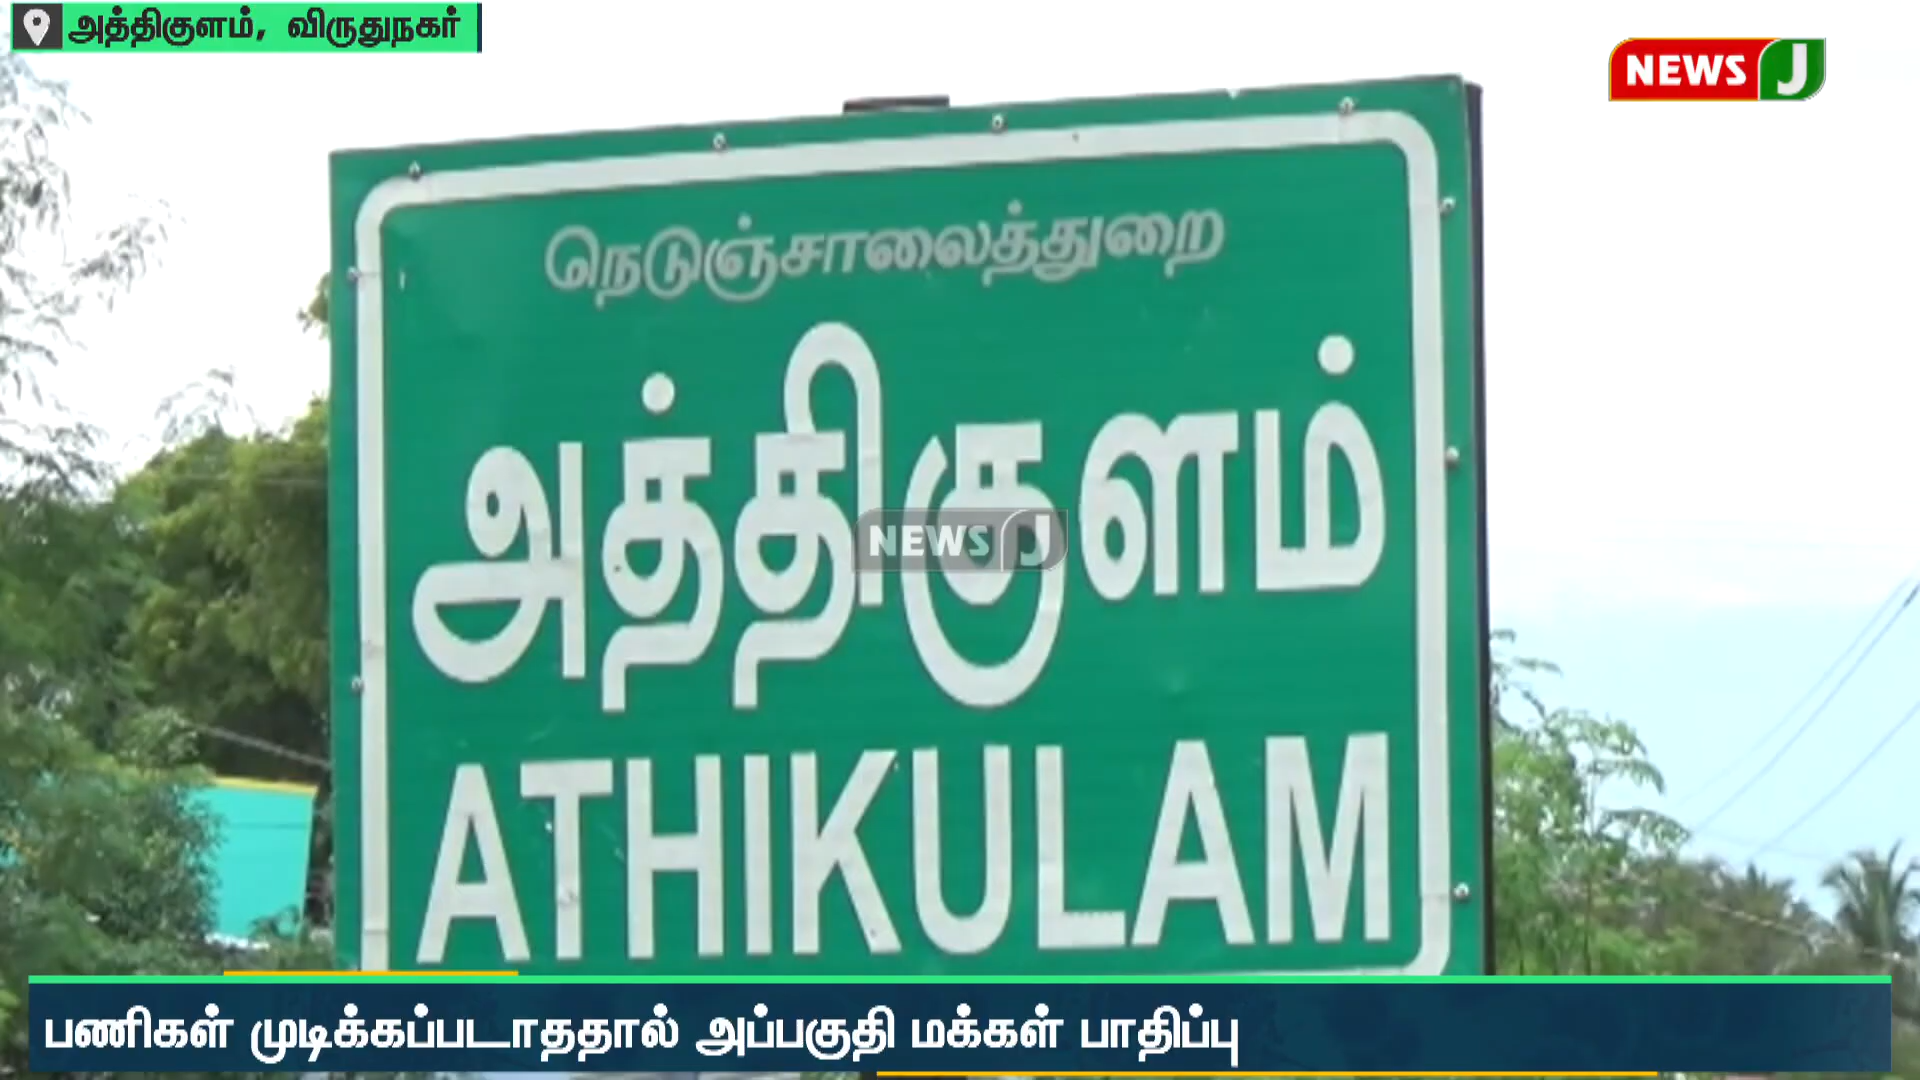 அத்திகுளம், விருதுநகர்
NEWS J
நெடுஞ்சாலைத்துறை
அத்திகுளம்
NEWS J
ATHIKULAM
பணிகள் முடிக்கப்படாததால் அப்பகுதி மக்கள் பாதிப்பு